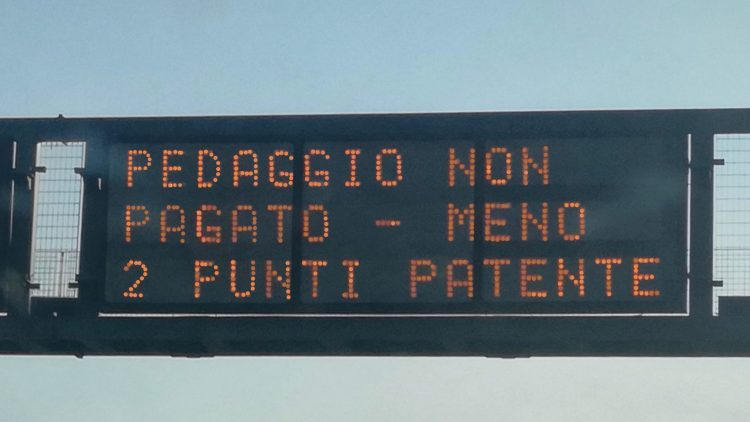 PEDAGGIO NON
PAGATO - MENO
2 PUNTI PATENTE